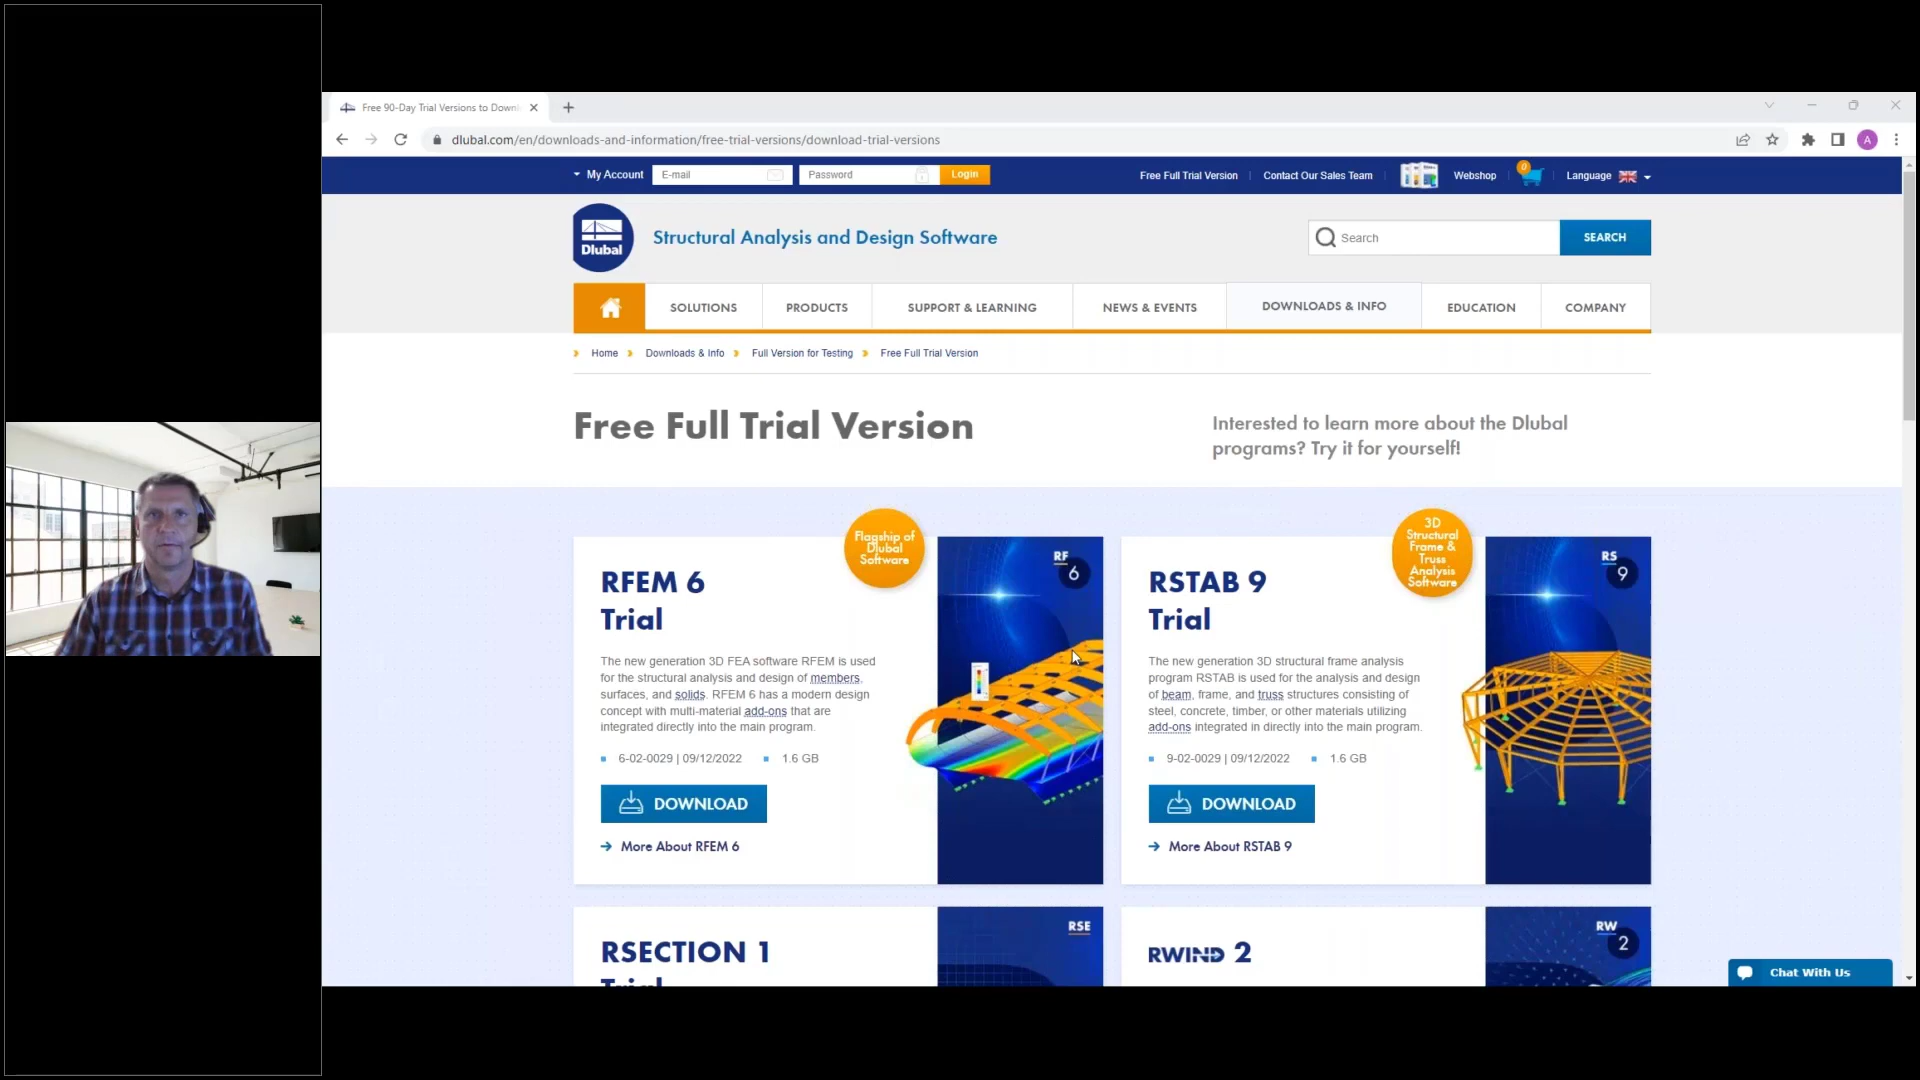 Free 90-Day Trial Versions to Downl
dlubal.com/en/downloads-and-information/free-trial-versions/download-trial-versions
A
My Account
E-mail
Password
Login
Free Full Trial Version
Contact Our Sales Team
Webshop
0
Language
Dlubal
Structural Analysis and Design Software
Search
SEARCH
SOLUTIONS
PRODUCTS
SUPPORT & LEARNING
NEWS & EVENTS
DOWNLOADS & INFO
EDUCATION
COMPANY
Home
Downloads & Info
Full Version for Testing
Free Full Trial Version
Free Full Trial Version
Interested to learn more about the Dlubal
programs? Try it for yourself!
Flagship of
Dlubal
Software
RF
6
RFEM 6
Trial
The new generation 3D FEA software RFEM is used
for the structural analysis and design of members,
surfaces, and solids. RFEM 6 has a modern design
concept with multi-material add-ons that are
integrated directly into the main program.
6-02-0029 | 09/12/2022
1.6 GB
DOWNLOAD
More About RFEM 6
3D
Structural
Frame &
Truss
Analysis
Software
RS
9
RSTAB 9
Trial
The new generation 3D structural frame analysis
program RSTAB is used for the analysis and design
of beam, frame, and truss structures consisting of
steel, concrete, timber, or other materials utilizing
add-ons integrated in directly into the main program.
9-02-0029 | 09/12/2022
1.6 GB
DOWNLOAD
More About RSTAB 9
RSECTION 1
Trial
RSE
RWIND 2
RW
2
Chat With Us